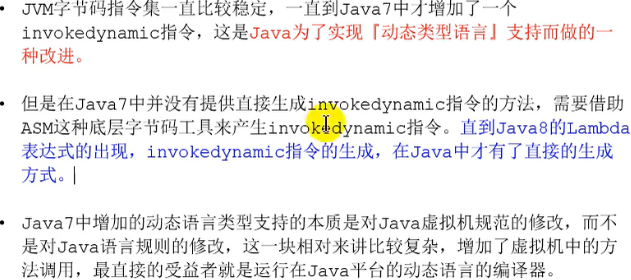 • JVM字节码指令集一直比较稳定，一直到Java7中才增加了一个
invokedynamic指令，这是Java为了实现『动态类型语言』支持而做的一
种改进。
• 但是在Java7中并没有提供直接生成invokedynamic指令的方法，需要借助
ASM这种底层字节码工具来产生invokedynamic指令。直到Java8的Lambda
表达式的出现，invokedynamic指令的生成，在Java中才有了直接的生成
方式。
• Java7中增加的动态语言类型支持的本质是对Java虚拟机规范的修改，而不
是对Java语言规则的修改，这一块相对来讲比较复杂，增加了虚拟机中的方
法调用，最直接的受益者就是运行在Java平台的动态语言的编译器。